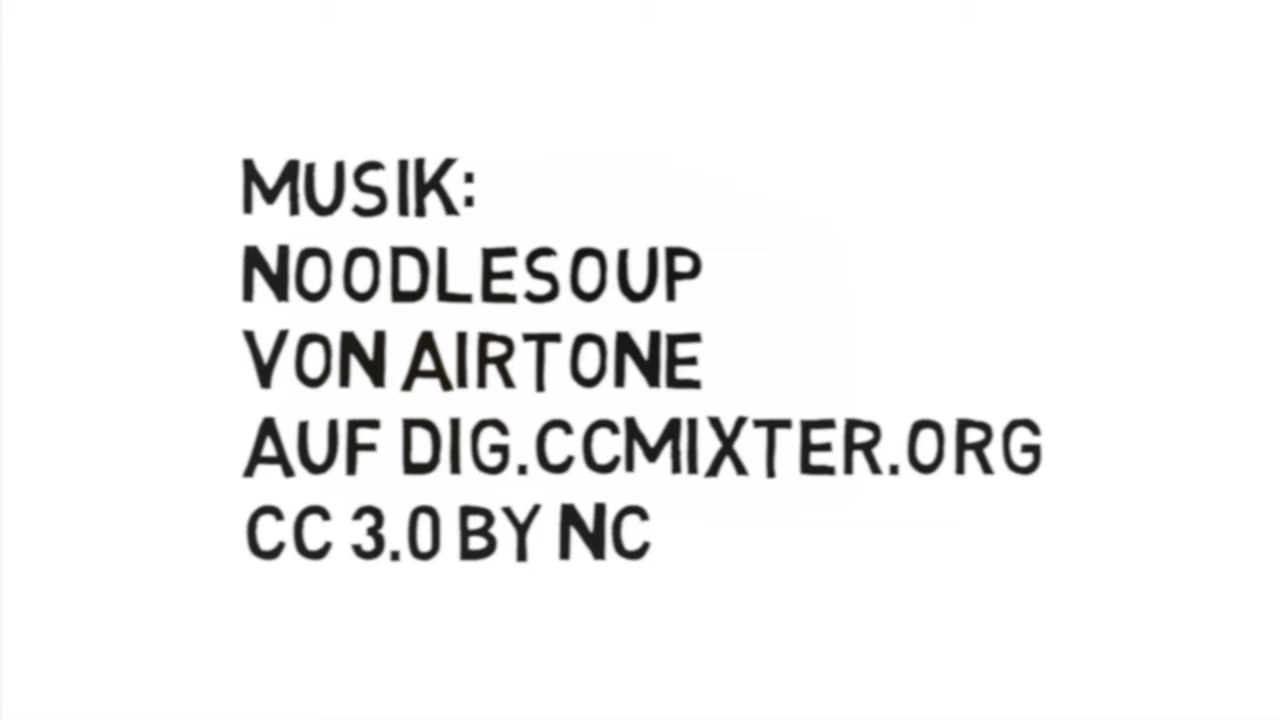 MUSIK:
NOODLESOUP
VON AIRTONE
AUF DIG.CCMIXTER.ORG
CC 3.0 BY NC